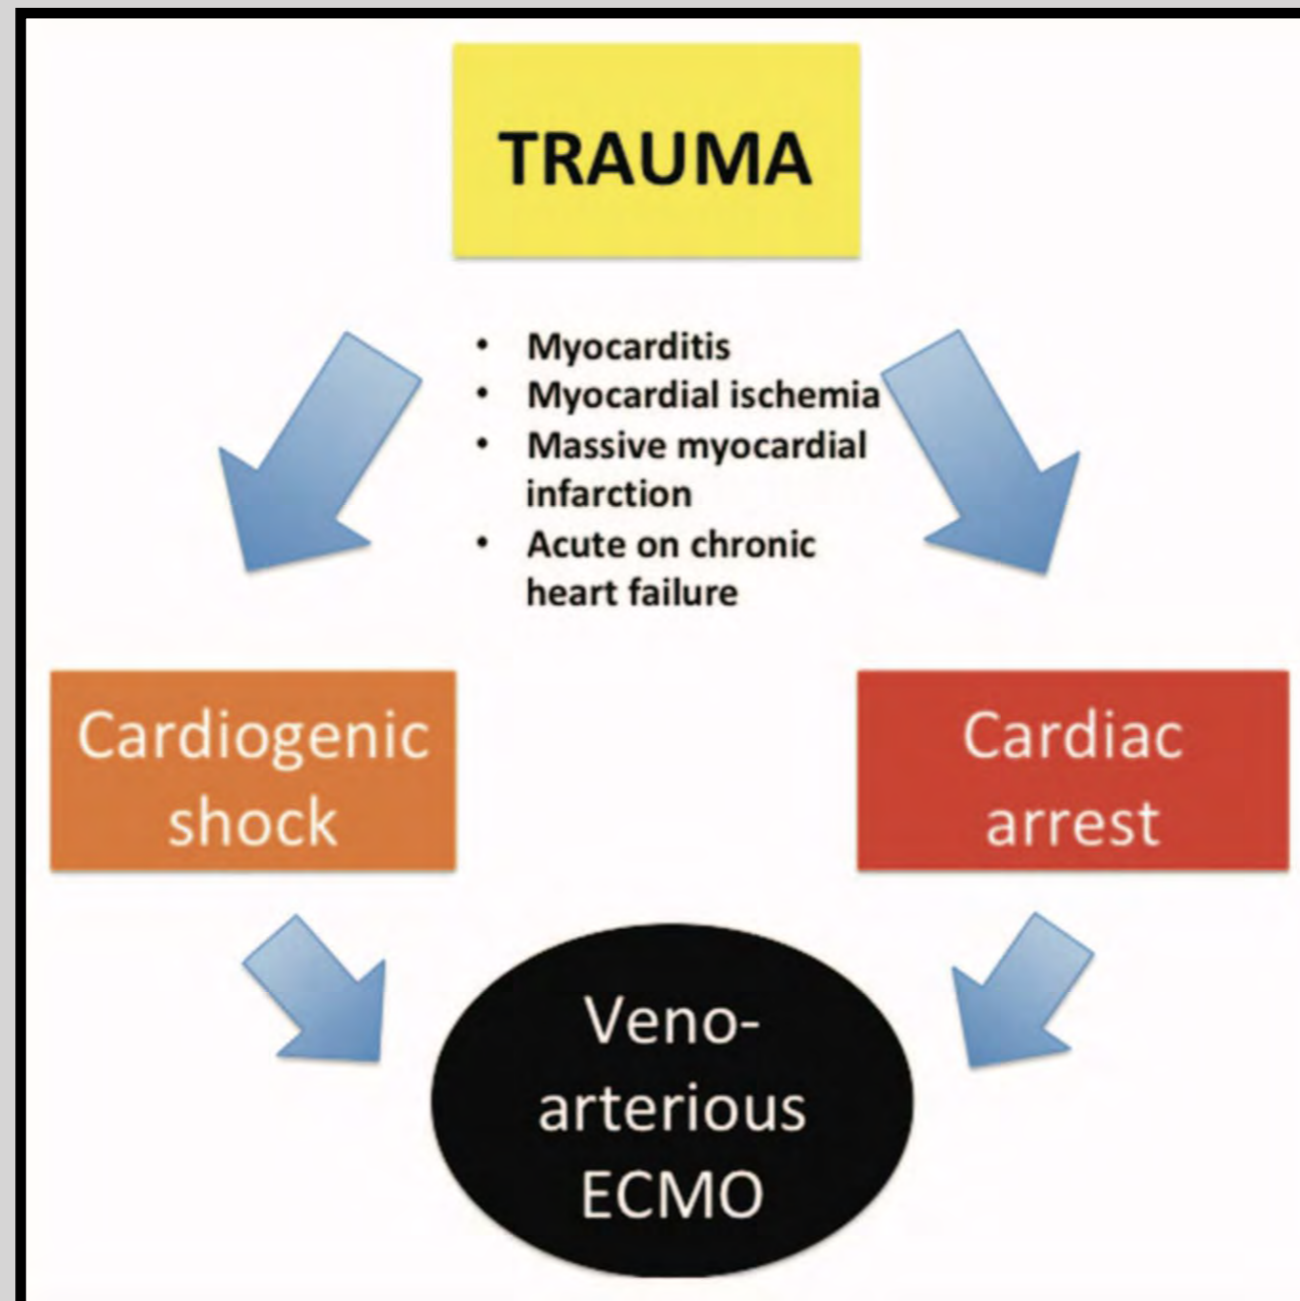 TRAUMA
• Myocarditis
• Myocardial ischemia
• Massive myocardial
infarction
• Acute on chronic
heart failure
Cardiogenic
shock
Cardiac
arrest
Veno-
arterious
ECMO